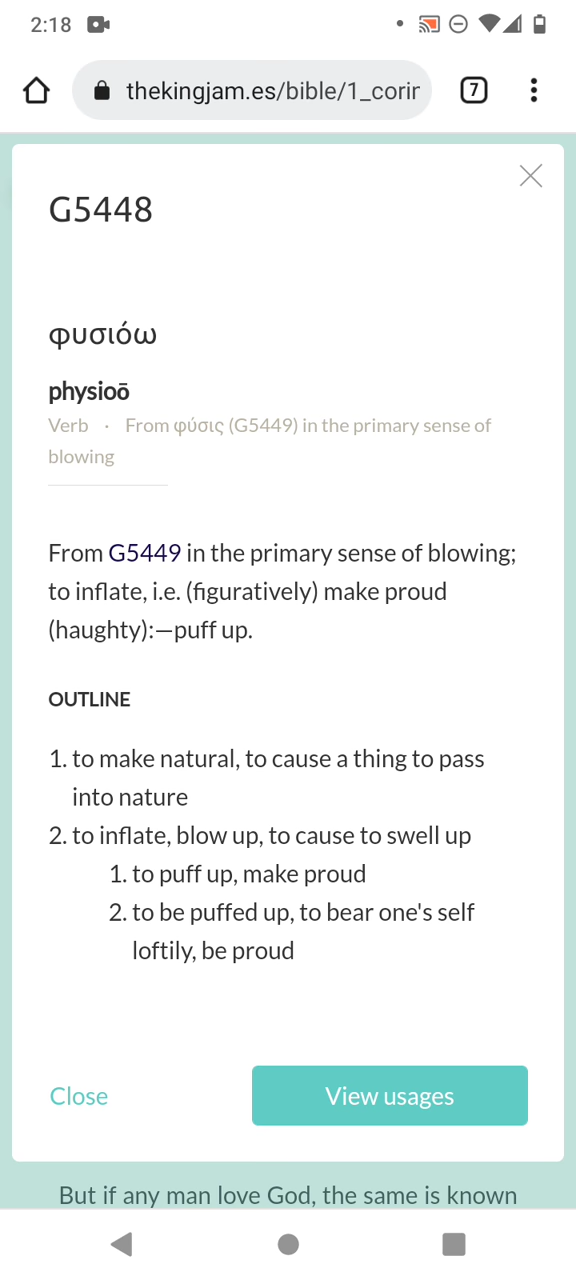 2:18
thekingjam.es/bible/1_corir
7
G5448
φυσιόω
physioō
Verb · From φύσις (G5449) in the primary sense of
blowing
From G5449 in the primary sense of blowing;
to inflate, i.e. (figuratively) make proud
(haughty):—puff up.
OUTLINE
1. to make natural, to cause a thing to pass
into nature
2. to inflate, blow up, to cause to swell up
1. to puff up, make proud
2. to be puffed up, to bear one's self
loftily, be proud
Close
View usages
But if any man love God, the same is known